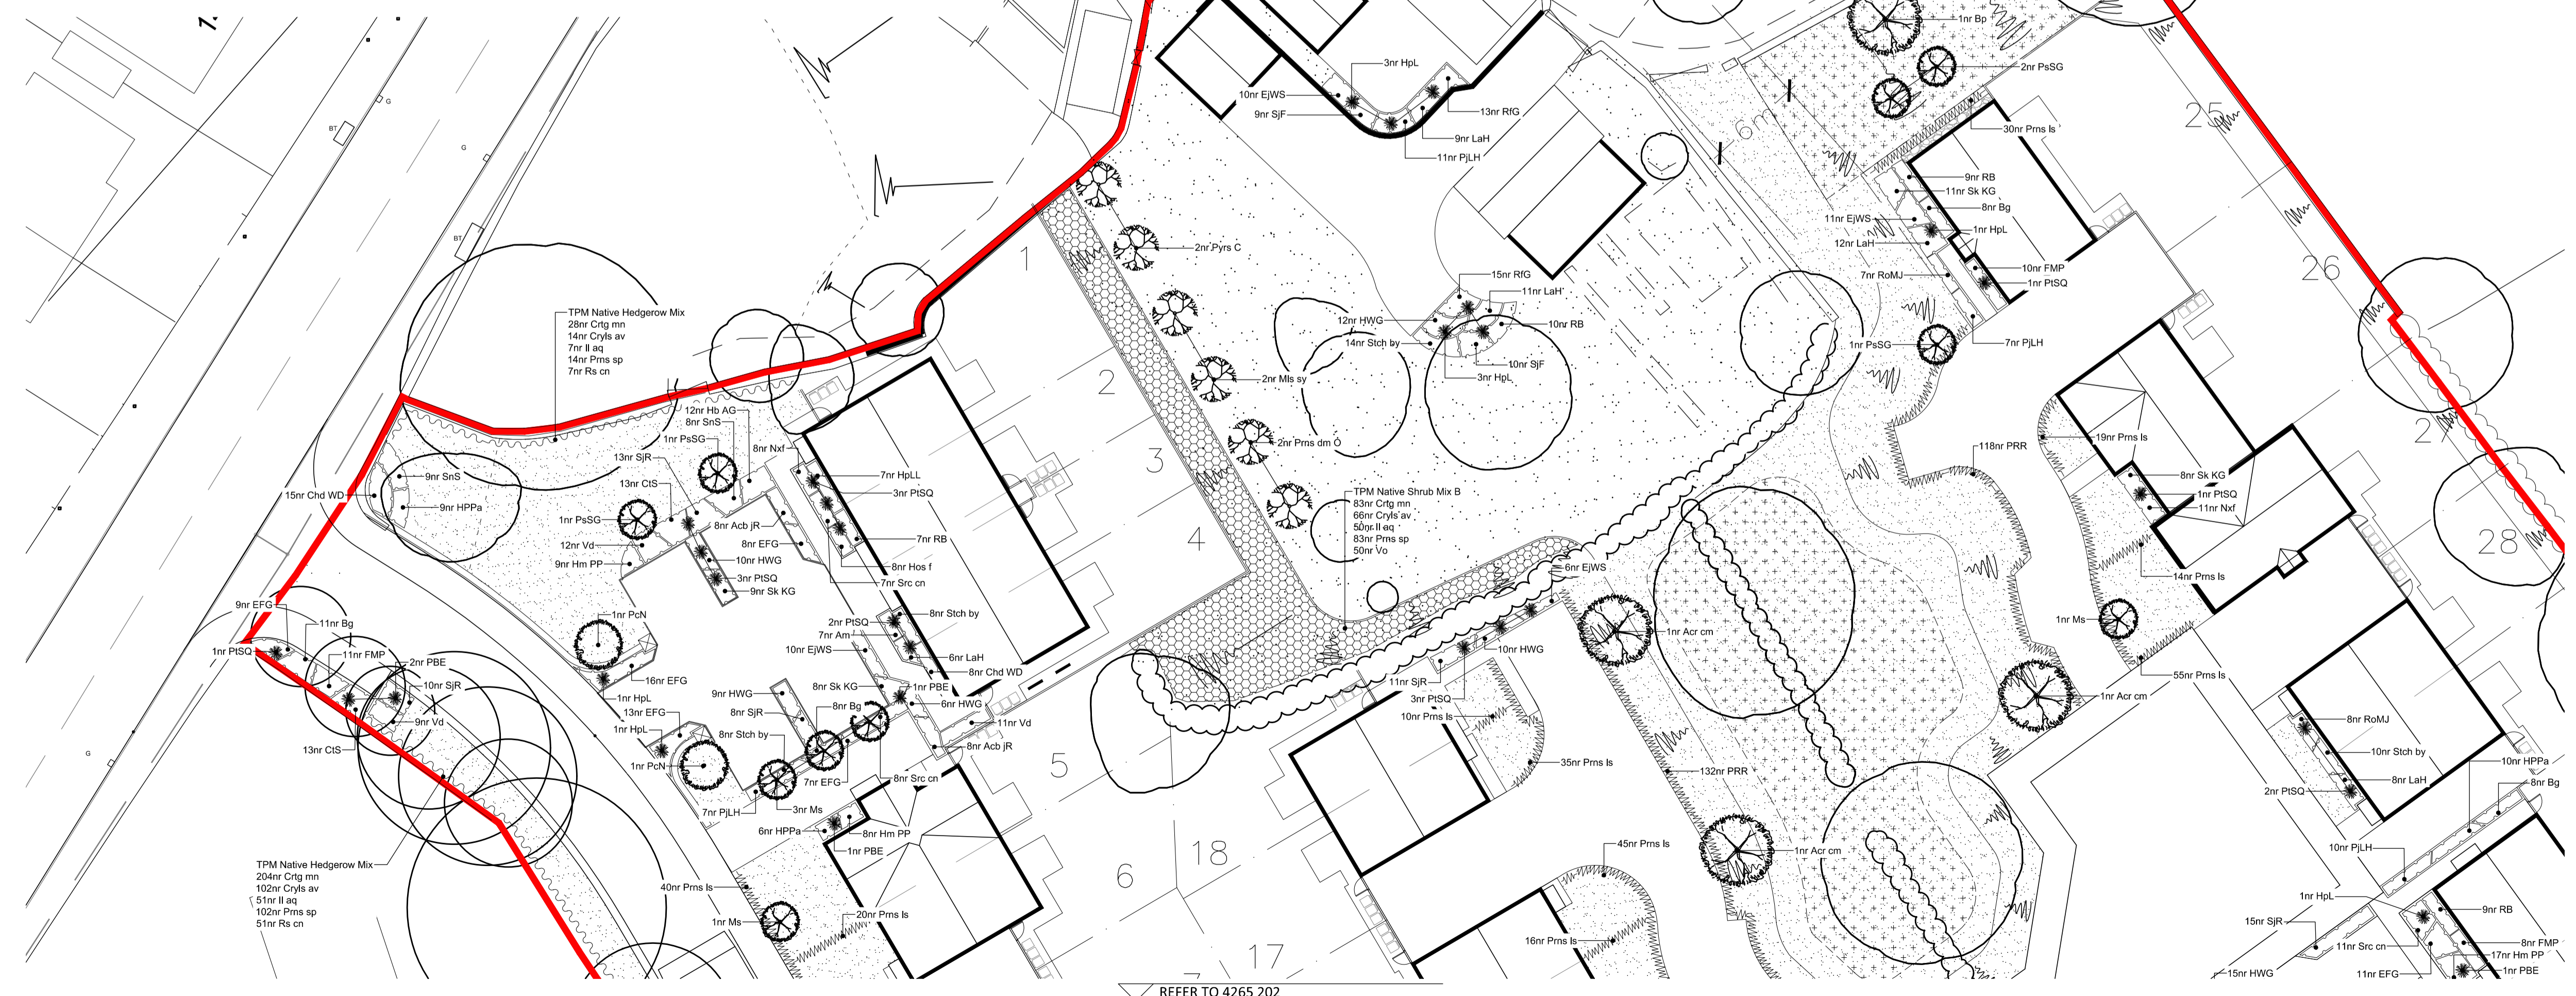 G
BT
G
BT
G
1
2
3
4
5
6
18
17
7
25
26
27
28
6m
3nr HpL
10nr EjWS
9nr SjF
13nr RfG
9nr LaH
11nr PjLH
1nr Bp
2nr PsSG
30nr Prns Is
9nr RB
11nr Sk KG
8nr Bg
11nr EjWS
1nr HpL
12nr LaH
10nr FMP
7nr RoMJ
1nr PtSQ
1nr PsSG
7nr PjLH
2nr Pyrs C
15nr RfG
11nr LaH
12nr HWG
10nr RB
14nr Stch by
10nr SjF
3nr HpL
2nr Mls sy
2nr Prns dm O
TPM Native Hedgerow Mix
28nr Crtg mn
14nr Cryls av
7nr Il aq
14nr Prns sp
7nr Rs cn
12nr Hb AG
8nr SnS
1nr PsSG
8nr Nxf
13nr SjR
7nr HpLL
9nr SnS
13nr CtS
3nr PtSQ
15nr Chd WD
9nr HPPa
1nr PsSG
8nr Acb jR
12nr Vd
8nr EFG
7nr RB
9nr Hm PP
10nr HWG
8nr Hos f
3nr PtSQ
7nr Src cn
9nr Sk KG
TPM Native Shrub Mix B
83nr Crtg mn
66nr Cryls av
50nr Il aq
83nr Prns sp
50nr Vo
118nr PRR
19nr Prns Is
8nr Sk KG
1nr PtSQ
11nr Nxf
6nr EjWS
14nr Prns Is
9nr EFG
11nr Bg
1nr PcN
8nr Stch by
2nr PtSQ
7nr Am
1nr PtSQ
11nr FMP
10nr EjWS
2nr PBE
6nr LaH
16nr EFG
8nr Chd WD
10nr SjR
8nr Sk KG
1nr PBE
1nr HpL
9nr HWG
6nr HWG
13nr EFG
8nr SjR
8nr Bg
9nr Vd
11nr Vd
1nr HpL
8nr Stch by
13nr CtS
8nr Acb jR
1nr PcN
7nr EFG
8nr Src cn
7nr PjLH
3nr Ms
6nr HPPa
8nr Hm PP
1nr PBE
1nr Acr cm
10nr HWG
11nr SjR
3nr PtSQ
10nr Prns Is
35nr Prns Is
132nr PRR
1nr Ms
55nr Prns Is
1nr Acr cm
8nr RoMJ
10nr Stch by
10nr HPPa
8nr LaH
8nr Bg
2nr PtSQ
1nr Acr cm
45nr Prns Is
10nr PjLH
TPM Native Hedgerow Mix
204nr Crtg mn
102nr Cryls av
51nr Il aq
102nr Prns sp
51nr Rs cn
40nr Prns Is
1nr Ms
20nr Prns Is
16nr Prns Is
1nr HpL
9nr RB
15nr SjR
11nr Src cn
8nr FMP
17nr Hm PP
15nr HWG
11nr EFG
1nr PBE
REFER TO 4265 202